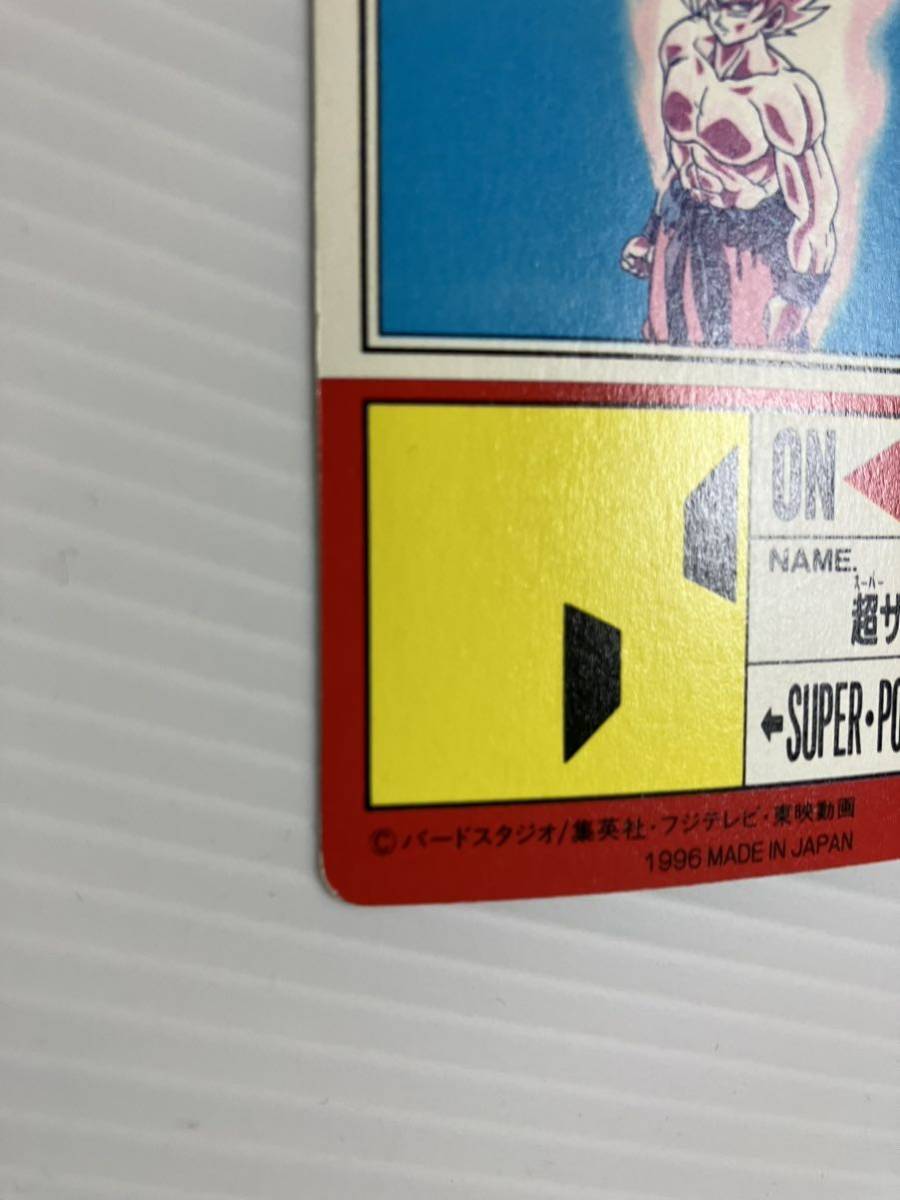 ON
NAME.
スーパー
超サ
SUPER・PO
©バードスタジオ/集英社・フジテレビ・東映動画
1996 MADE IN JAPAN